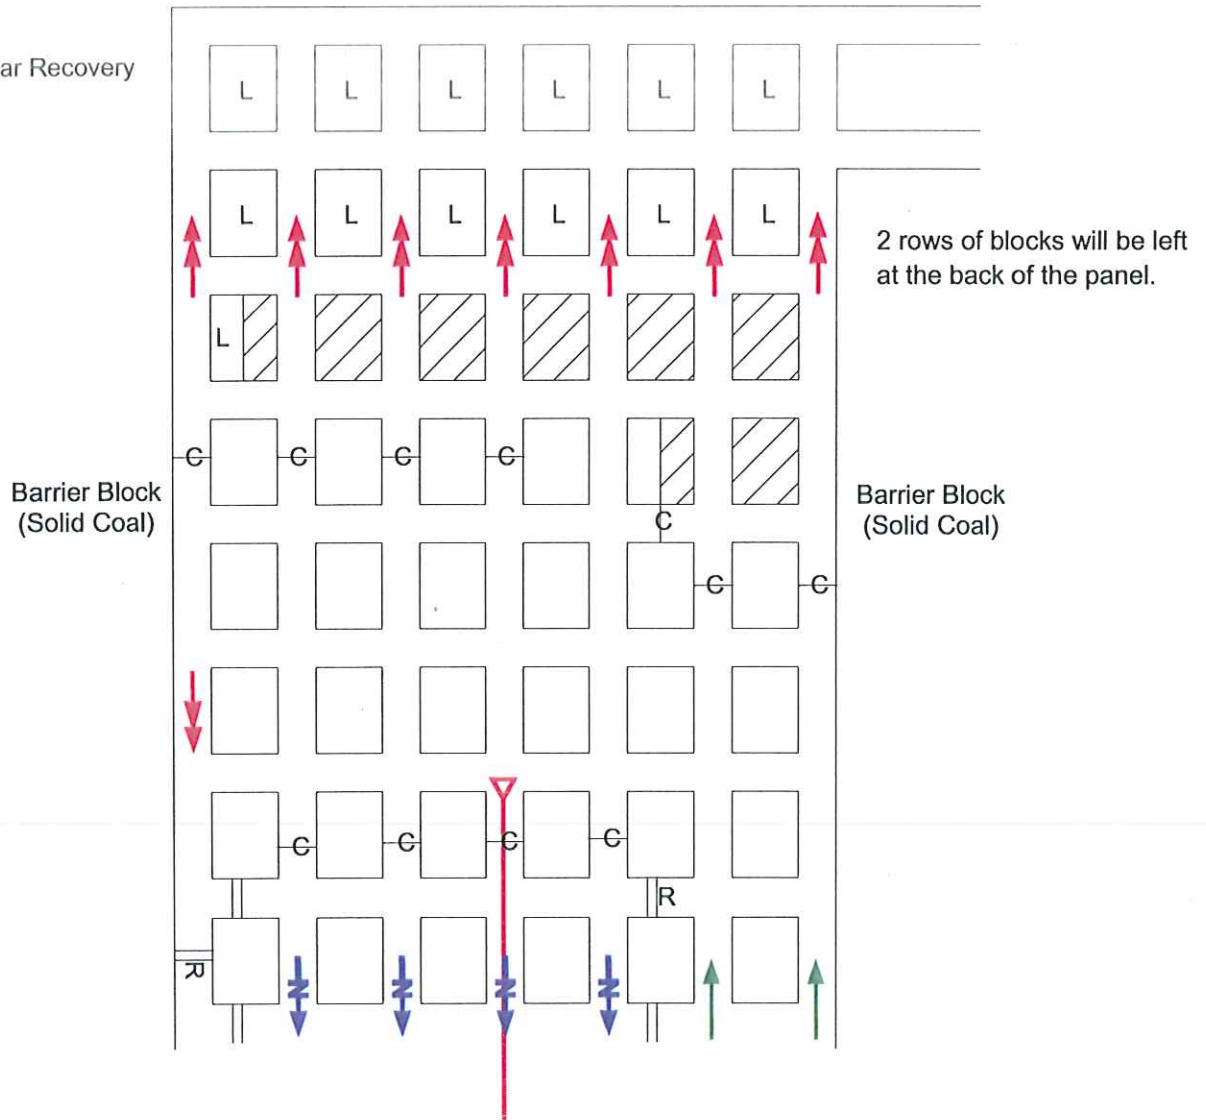 ar Recovery
L L L L L L
L L L L L L
2 rows of blocks will be left
at the back of the panel.
L
C C C C
Barrier Block
(Solid Coal)
Barrier Block
(Solid Coal)
C
C C
C C C C
R
R
N N N N